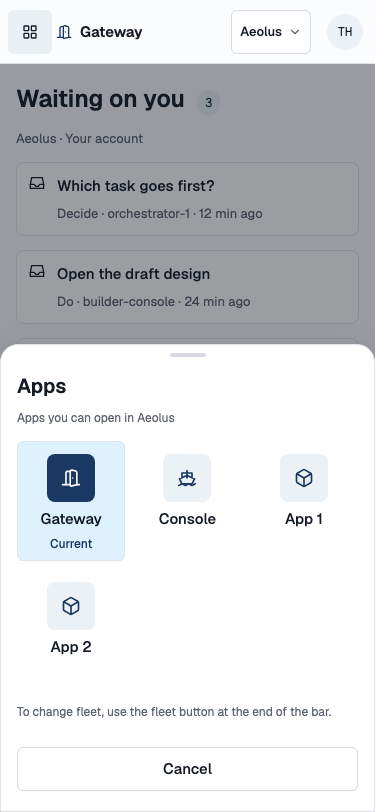 Gateway
Aeolus
TH
Waiting on you 3
Aeolus · Your account
Which task goes first?
Decide · orchestrator-1 · 12 min ago
Open the draft design
Do · builder-console · 24 min ago
Apps
Apps you can open in Aeolus
Gateway
Current
Console
App 1
App 2
To change fleet, use the fleet button at the end of the bar.
Cancel